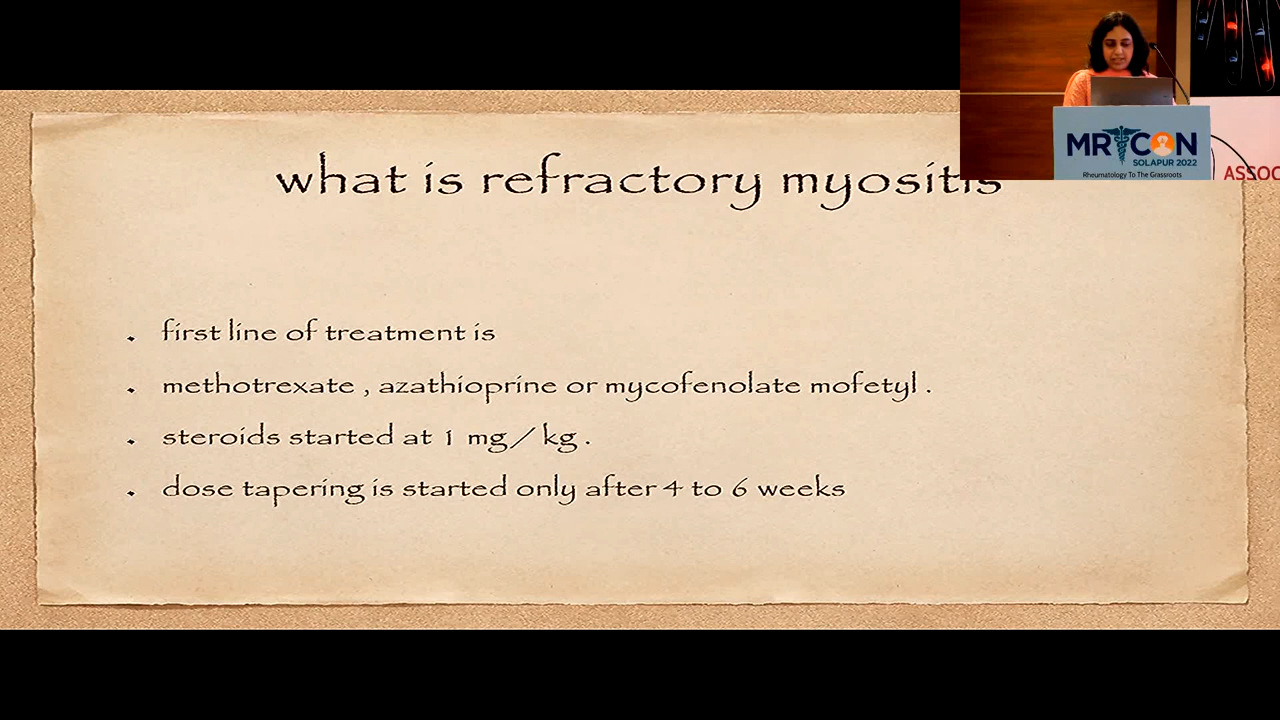 what is refractory myositis
first line of treatment is
methotrexate , azathioprine or mycofenolate mofetyl .
steroids started at 1 mg/kg .
dose tapering is started only after 4 to 6 weeks
MRCON
SOLAPUR 2022
Rheumatology To The Grassroots
ASSOC